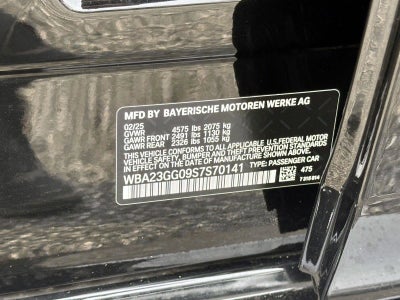 MFD BY BAYERISCHE MOTOREN WERKE AG
02/25
GVWR 4575 lbs 2075 kg
GAWR FRONT 2491 lbs 1130 kg
GAWR REAR 2326 lbs 1055 kg
THIS CONFORMS TO ALL APPLICABLE U.S. FEDERAL MOTOR
VEHICLE SAFETY, BUMPER AND THEFT PREVENTION STANDARDS
IN EFFECT ON THE DATE OF MANUFACTURE SHOWN ABOVE.
WBA23GG09S7S70141 TYPE: PASSENGER CAR
475